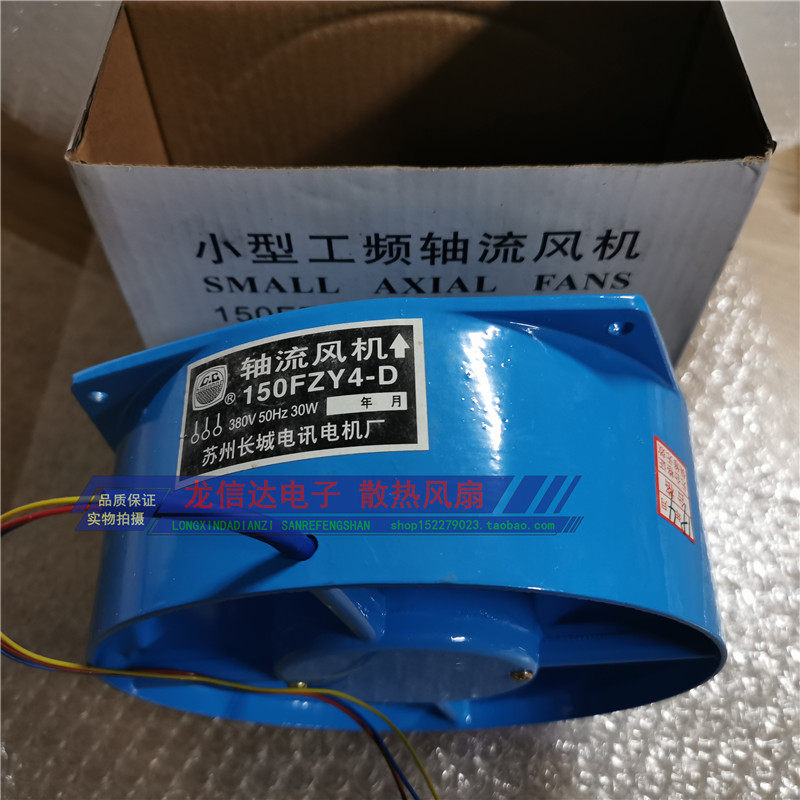 小型工频轴流风机
SMALL AXIAL FANS
150F
轴流风机
150FZY4-D
®
380V 50Hz 30W
年 月
苏州长城电讯电机厂
品质保证
实物拍摄
龙信达电子 散热风扇
LONGXINDADIANZI SANREFENGSHAN
shop152279023.taobao.com